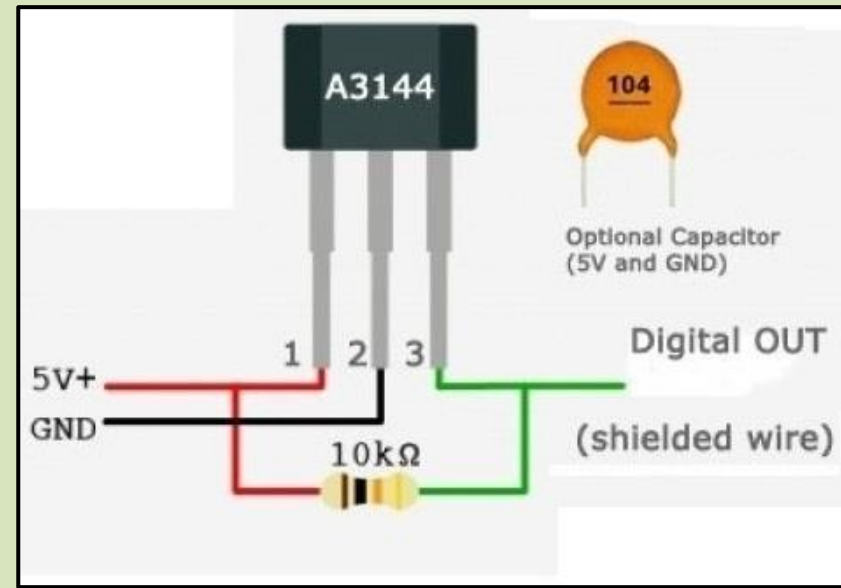 A3144
104
Optional Capacitor
(5V and GND)
1 2 3
Digital OUT
5V+
GND
(shielded wire)
10kΩ